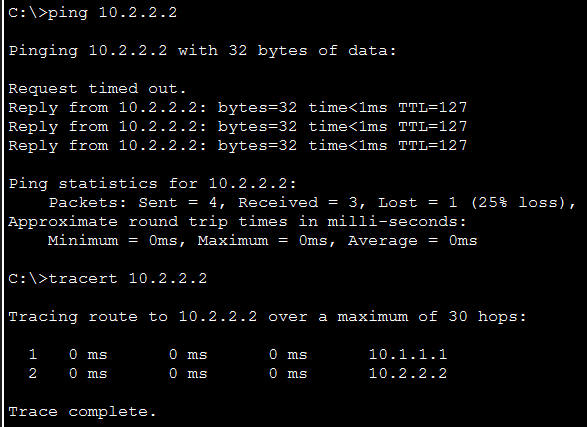 C:\>ping 10.2.2.2
Pinging 10.2.2.2 with 32 bytes of data:
Request timed out.
Reply from 10.2.2.2: bytes=32 time<1ms TTL=127
Reply from 10.2.2.2: bytes=32 time<1ms TTL=127
Reply from 10.2.2.2: bytes=32 time<1ms TTL=127
Ping statistics for 10.2.2.2:
    Packets: Sent = 4, Received = 3, Lost = 1 (25% loss),
Approximate round trip times in milli-seconds:
    Minimum = 0ms, Maximum = 0ms, Average = 0ms
C:\>tracert 10.2.2.2
Tracing route to 10.2.2.2 over a maximum of 30 hops:
  1   0 ms      0 ms      0 ms      10.1.1.1
  2   0 ms      0 ms      0 ms      10.2.2.2
Trace complete.